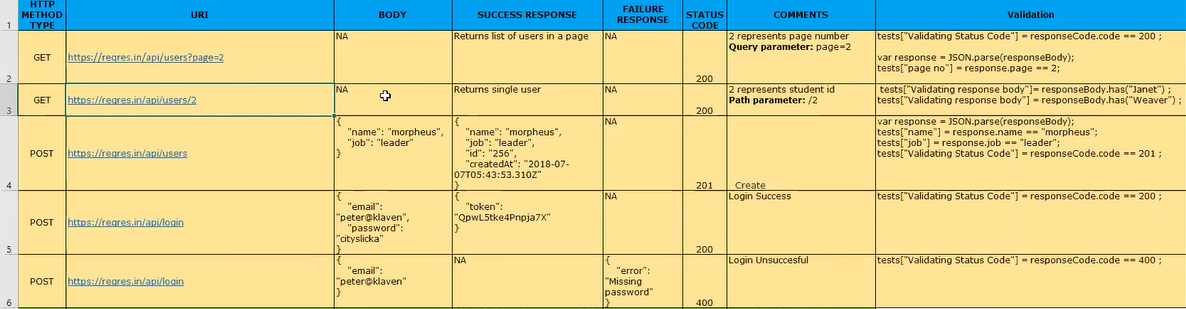 HTTP METHOD TYPE URI BODY SUCCESS RESPONSE FAILURE RESPONSE STATUS CODE COMMENTS Validation
1
GET
https://reqres.in/api/users?page=2
NA
Returns list of users in a page
NA
200
2 represents page number
Query parameter: page=2
tests["Validating Status Code"] = responseCode.code == 200 ;
var response = JSON.parse(responseBody);
tests["page no"] = response.page == 2;
2
GET
https://reqres.in/api/users/2
NA
Returns single user
NA
200
2 represents student id
Path parameter: /2
tests["Validating response body"]= responseBody.has("Janet") ;
tests["Validating response body"] = responseBody.has("Weaver") ;
3
POST
https://reqres.in/api/users
{
"name": "morpheus",
"job": "leader"
}
{
"name": "morpheus",
"job": "leader",
"id": "256",
"createdAt": "2018-07-
07T05:43:53.310Z"
}
NA
201
Create
var response = JSON.parse(responseBody);
tests["name"] = response.name == "morpheus";
tests["job"] = response.job == "leader";
tests["Validating Status Code"] = responseCode.code == 201 ;
4
POST
https://reqres.in/api/login
{
"email":
"peter@klaven",
"password":
"cityslicka"
}
{
"token":
"QpwL5tke4Pnpja7X"
}
NA
200
Login Success
tests["Validating Status Code"] = responseCode.code == 200 ;
5
POST
https://reqres.in/api/login
{
"email":
"peter@klaven"
}
NA
{
"error":
"Missing
password"
}
400
Login Unsuccesful
tests["Validating Status Code"] = responseCode.code == 400 ;
6